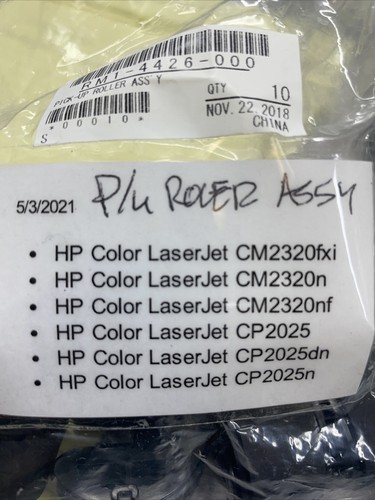 RM1-4426-000
PICK-UP ROLLER ASS'Y
QTY 10
*00010*
NOV. 22. 2018
S CHINA
5/3/2021 P/U ROLER ASSY
• HP Color LaserJet CM2320fxi
• HP Color LaserJet CM2320n
• HP Color LaserJet CM2320nf
• HP Color LaserJet CP2025
• HP Color LaserJet CP2025dn
• HP Color LaserJet CP2025n